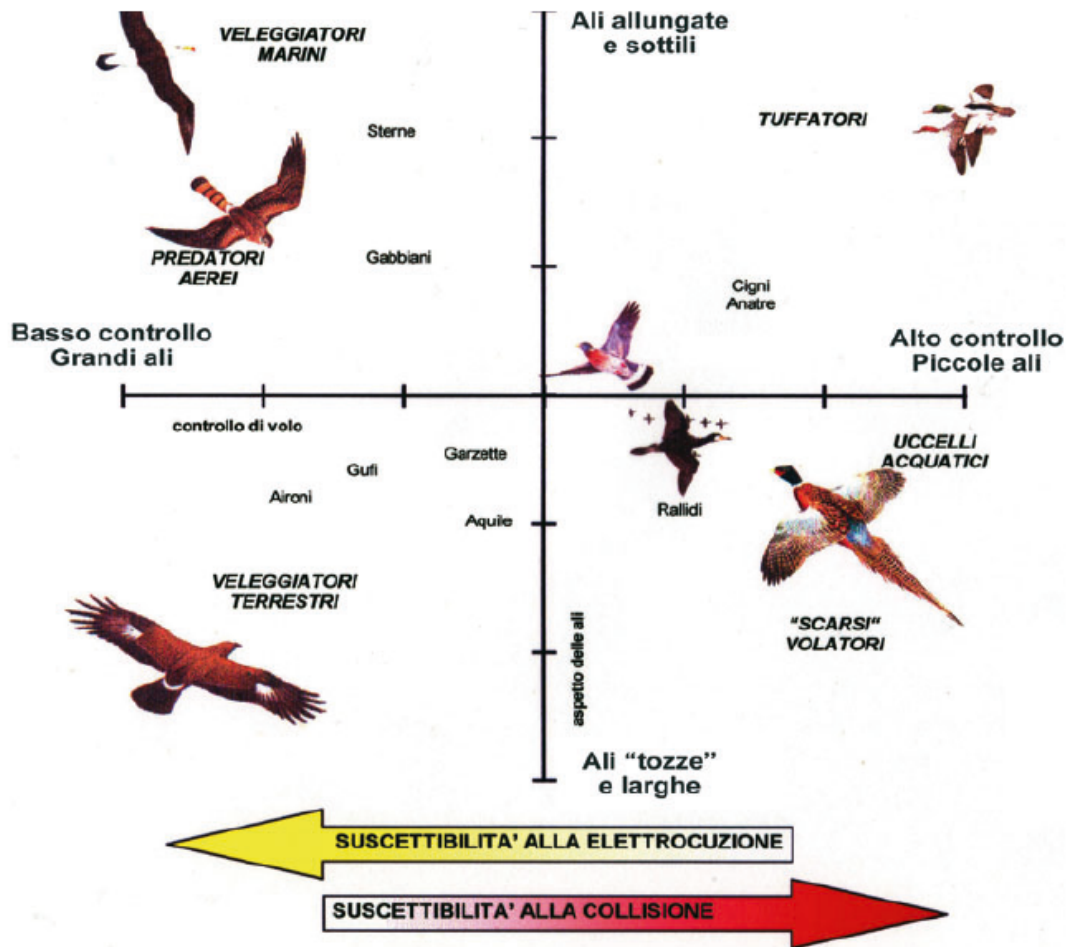 VELEGGIATORI
MARINI
Ali allungate
e sottili
Sterne
TUFFATORI
PREDATORI
AEREI
Gabbiani
Cigni
Anatre
Basso controllo
Grandi ali
Alto controllo
Piccole ali
controllo di volo
Garzette
Gufi
Aironi
Aquile
Rallidi
UCCELLI
ACQUATICI
VELEGGIATORI
TERRESTRI
"SCARSI"
VOLATORI
aspetto delle ali
Ali “tozze”
e larghe
SUSCETTIBILITA' ALLA ELETTROCUZIONE
SUSCETTIBILITA' ALLA COLLISIONE